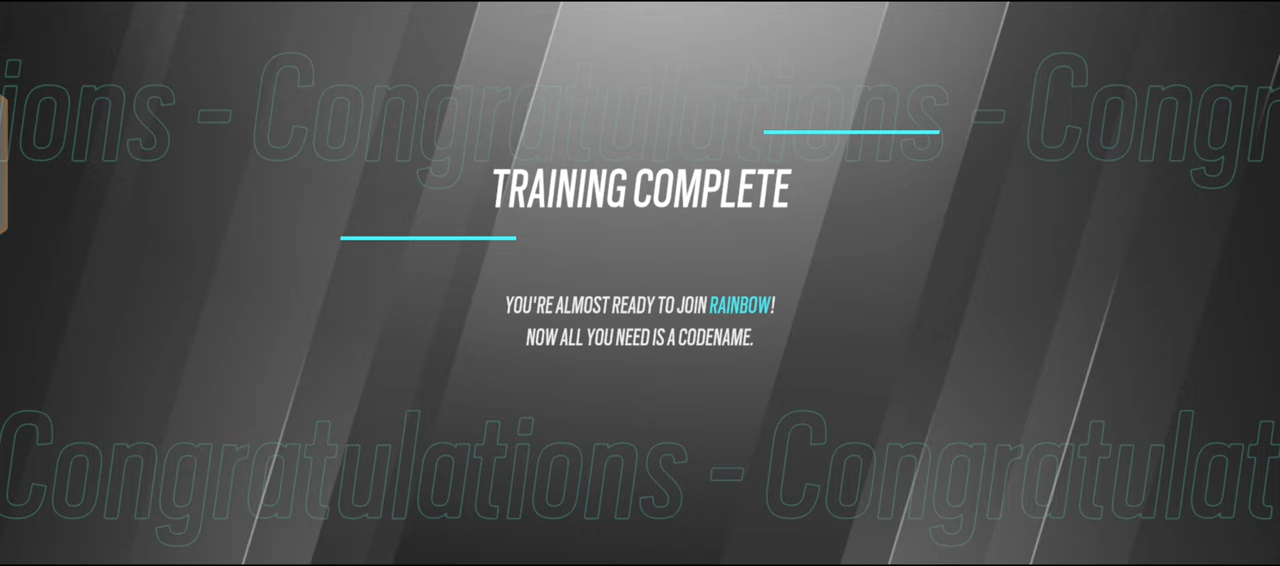 ions - Congratulations - Congr
TRAINING COMPLETE
YOU'RE ALMOST READY TO JOIN RAINBOW!
NOW ALL YOU NEED IS A CODENAME.
Congratulations - Congratulat